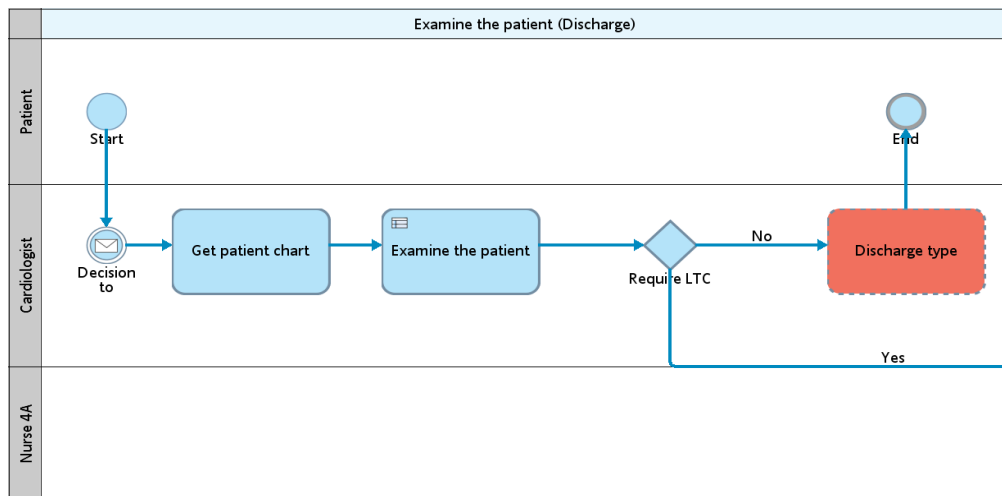 Examine the patient (Discharge)
Patient
Start
End
Cardiologist
Decision
to
Get patient chart
Examine the patient
Require LTC
No
Discharge type
Yes
Nurse 4A